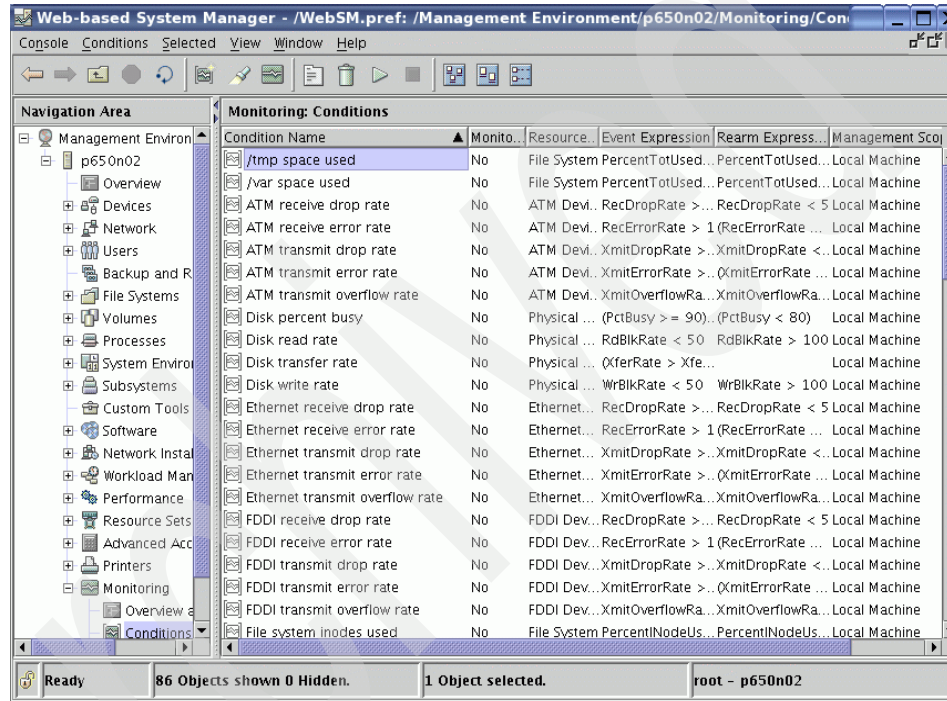 Web-based System Manager - /WebSM.pref: /Management Environment/p650n02/Monitoring/Con
Console Conditions Selected View Window Help
Navigation Area
Monitoring: Conditions
Management Environ
p650n02
Overview
Devices
Network
Users
Backup and R
File Systems
Volumes
Processes
System Enviro
Subsystems
Custom Tools
Software
Network Instal
Workload Man
Performance
Resource Sets
Advanced Acc
Printers
Monitoring
Overview a
Conditions
Condition Name Monito... Resource... Event Expression Rearm Express... Management Scop
/tmp space used No File System PercentTotUsed... PercentTotUsed... Local Machine
/var space used No File System PercentTotUsed... PercentTotUsed... Local Machine
ATM receive drop rate No ATM Devi.. RecDropRate >... RecDropRate < 5 Local Machine
ATM receive error rate No ATM Devi.. RecErrorRate > 1 (RecErrorRate ... Local Machine
ATM transmit drop rate No ATM Devi.. XmitDropRate >.. XmitDropRate <.. Local Machine
ATM transmit error rate No ATM Devi.. XmitErrorRate >.. (XmitErrorRate ... Local Machine
ATM transmit overflow rate No ATM Devi.. XmitOverflowRa... XmitOverflowRa... Local Machine
Disk percent busy No Physical ... (PctBusy >= 90).. (PctBusy < 80) Local Machine
Disk read rate No Physical ... RdBlkRate < 50 RdBlkRate > 100 Local Machine
Disk transfer rate No Physical ... (XferRate > Xfe... Local Machine
Disk write rate No Physical ... WrBlkRate < 50 WrBlkRate > 100 Local Machine
Ethernet receive drop rate No Ethernet... RecDropRate >... RecDropRate < 5 Local Machine
Ethernet receive error rate No Ethernet... RecErrorRate > 1 (RecErrorRate ... Local Machine
Ethernet transmit drop rate No Ethernet... XmitDropRate >.. XmitDropRate <.. Local Machine
Ethernet transmit error rate No Ethernet... XmitErrorRate >.. (XmitErrorRate ... Local Machine
Ethernet transmit overflow rate No Ethernet... XmitOverflowRa... XmitOverflowRa... Local Machine
FDDI receive drop rate No FDDI Dev... RecDropRate >... RecDropRate < 5 Local Machine
FDDI receive error rate No FDDI Dev... RecErrorRate > 1 (RecErrorRate ... Local Machine
FDDI transmit drop rate No FDDI Dev... XmitDropRate >.. XmitDropRate <.. Local Machine
FDDI transmit error rate No FDDI Dev... XmitErrorRate >.. (XmitErrorRate ... Local Machine
FDDI transmit overflow rate No FDDI Dev... XmitOverflowRa... XmitOverflowRa... Local Machine
File system inodes used No File System PercentINodeUs... PercentINodeUs... Local Machine
Ready 86 Objects shown 0 Hidden. 1 Object selected. root - p650n02